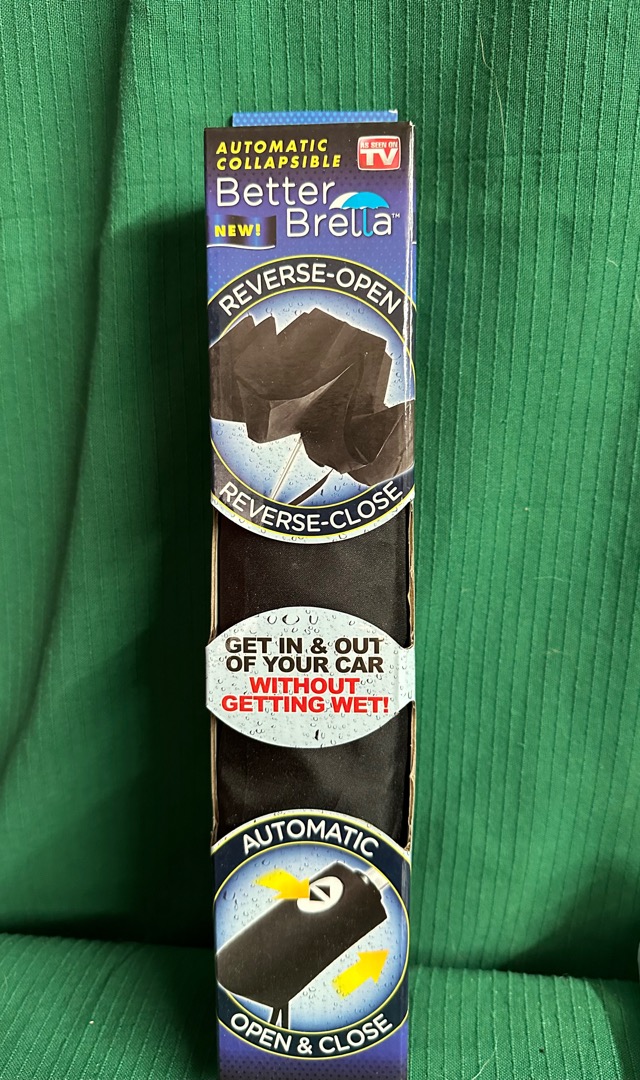 AUTOMATIC
COLLAPSIBLE
AS SEEN ON
TV
Better
Brella™
NEW!
REVERSE-OPEN
REVERSE-CLOSE
GET IN & OUT
OF YOUR CAR
WITHOUT
GETTING WET!
AUTOMATIC
OPEN & CLOSE